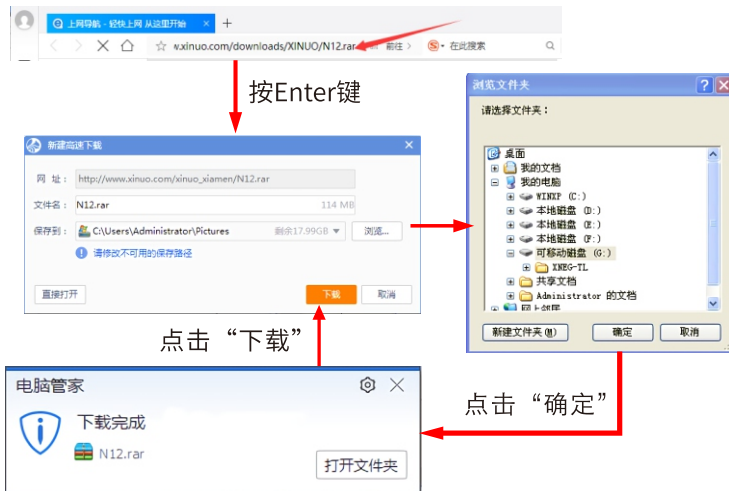 上网导航 - 轻快上网 从这里开始
v.xinuo.com/downloads/XINUO/N12.rar
前往
在此搜索
按Enter键
新建高速下载
网 址：
http://www.xinuo.com/xinuo_xiamen/N12.rar
文件名：
N12.rar
114 MB
保存到：
C:\Users\Administrator\Pictures
剩余17.99GB
浏览...
请修改不可用的保存路径
直接打开
下载
取消
浏览文件夹
请选择文件夹：
桌面
我的文档
我的电脑
WINXP (C:)
本地磁盘 (D:)
本地磁盘 (E:)
本地磁盘 (F:)
可移动磁盘 (G:)
XNEG-TL
共享文档
Administrator 的文档
网上邻居
新建文件夹(M)
确定
取消
点击“下载”
点击“确定”
电脑管家
下载完成
N12.rar
打开文件夹